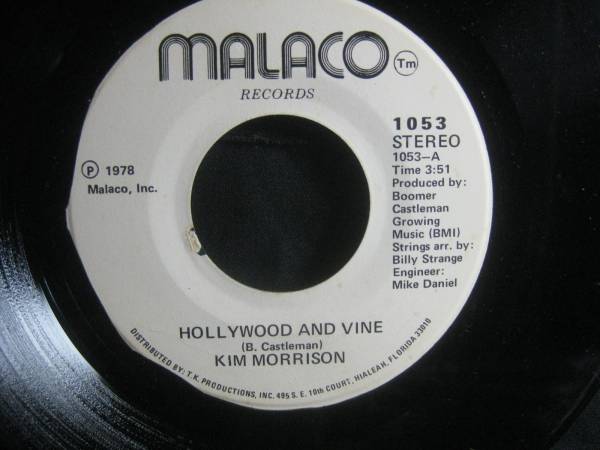 MALACO Tm
RECORDS
1053
STEREO
1053-A
Time 3:51
Produced by:
Boomer
Castleman
Growing
Music (BMI)
Strings arr. by:
Billy Strange
Engineer:
Mike Daniel
Ⓟ 1978
Malaco, Inc.
HOLLYWOOD AND VINE
(B. Castleman)
KIM MORRISON
DISTRIBUTED BY: T.K. PRODUCTIONS, INC. 495 S. E. 10th COURT, HIALEAH, FLORIDA 33010